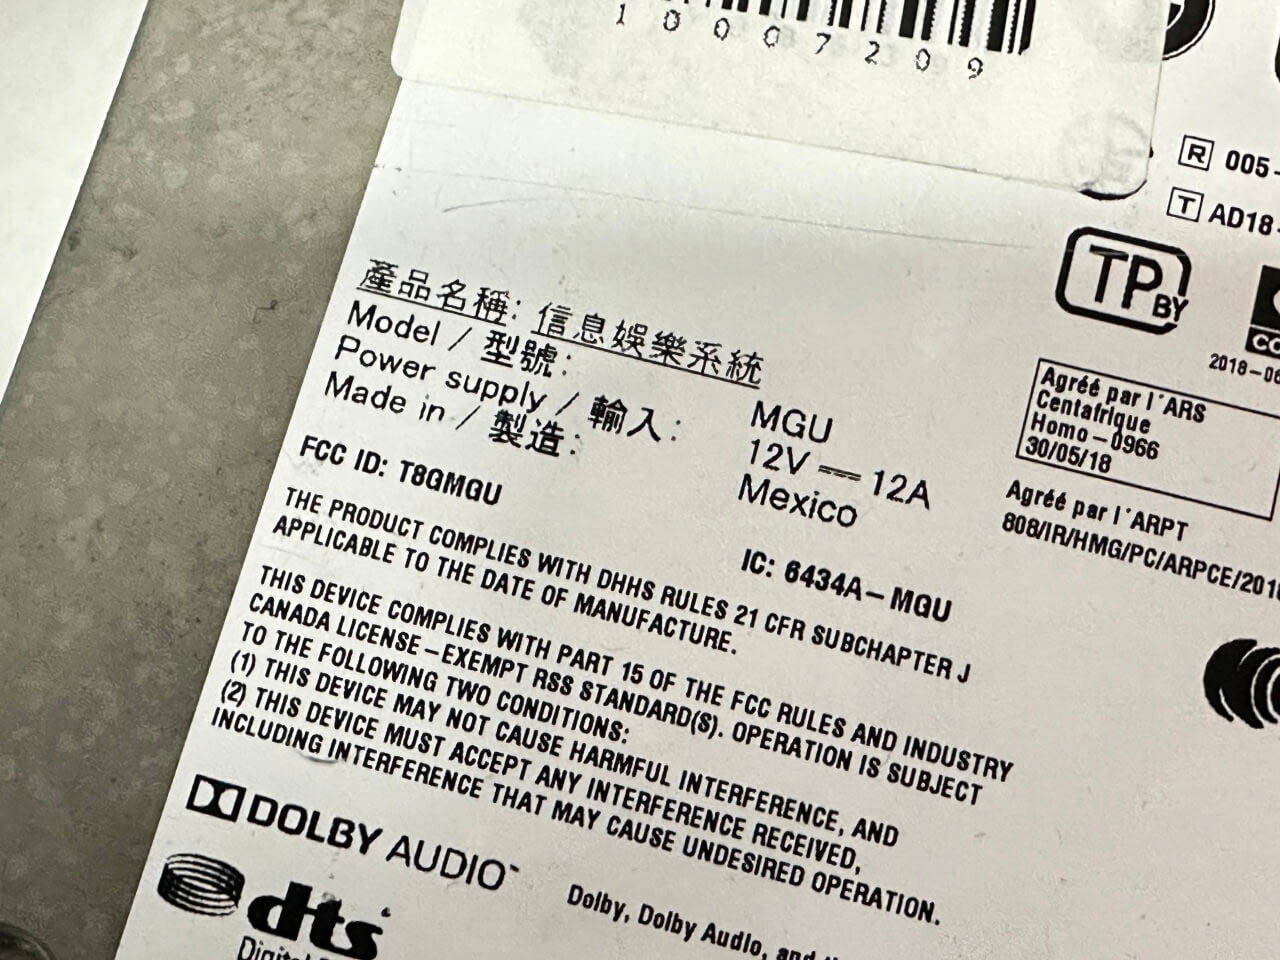 10007209
R 005-
T AD18-
TP BY
2018-06
產品名稱: 信息娛樂系統
Model / 型號: MGU
Power supply / 輸入: 12V ⎓ 12A
Made in / 製造: Mexico
Agréé par l'ARS
Centafrique
Homo-0966
30/05/18
Agréé par l'ARPT
808/IR/HMG/PC/ARPCE/2018
FCC ID: T8GMGU
IC: 6434A-MGU
THE PRODUCT COMPLIES WITH DHHS RULES 21 CFR SUBCHAPTER J
APPLICABLE TO THE DATE OF MANUFACTURE.
THIS DEVICE COMPLIES WITH PART 15 OF THE FCC RULES AND INDUSTRY
CANADA LICENSE-EXEMPT RSS STANDARD(S). OPERATION IS SUBJECT
TO THE FOLLOWING TWO CONDITIONS:
(1) THIS DEVICE MAY NOT CAUSE HARMFUL INTERFERENCE, AND
(2) THIS DEVICE MUST ACCEPT ANY INTERFERENCE RECEIVED,
INCLUDING INTERFERENCE THAT MAY CAUSE UNDESIRED OPERATION.
DOLBY AUDIO™
dts
Dolby, Dolby Audio, and